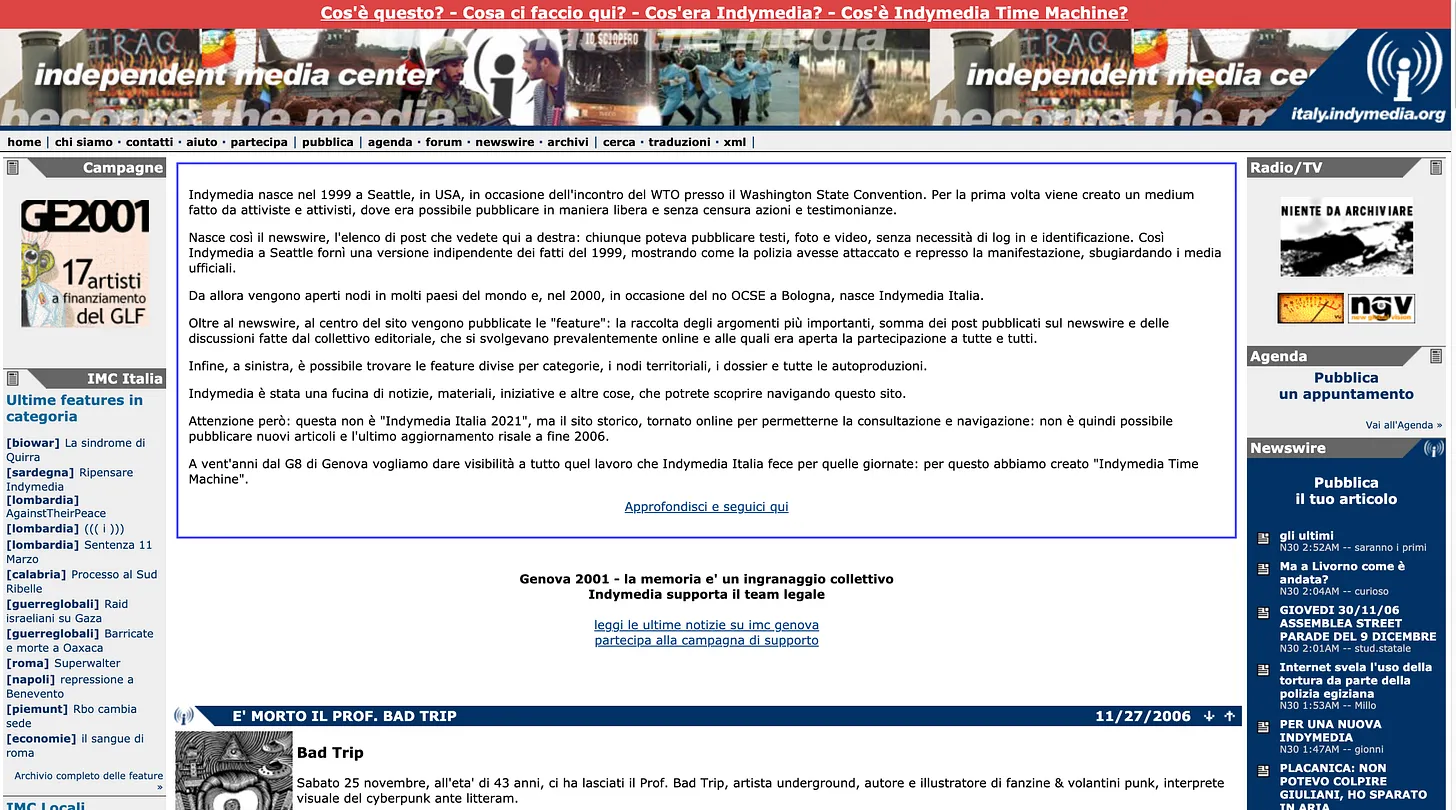 Cos'è questo? - Cosa ci faccio qui? - Cos'era Indymedia? - Cos'è Indymedia Time Machine?
IRAQ
IO SCIOPERO
IRAQ
independent media center
independent media ce
become the media
become the m
italy.indymedia.org
home | chi siamo · contatti · aiuto · partecipa | pubblica | agenda · forum · newswire · archivi | cerca · traduzioni · xml |
Campagne
GE2001
17 artisti
a finanziamento
del GLF
IMC Italia
Ultime features in
categoria
[biowar] La sindrome di
Quirra
[sardegna] Ripensare
Indymedia
[lombardia]
AgainstTheirPeace
[lombardia] ((( i )))
[lombardia] Sentenza 11
Marzo
[calabria] Processo al Sud
Ribelle
[guerreglobali] Raid
israeliani su Gaza
[guerreglobali] Barricate
e morte a Oaxaca
[roma] Superwalter
[napoli] repressione a
Benevento
[piemunt] Rbo cambia
sede
[economie] il sangue di
roma
Archivio completo delle feature
»
IMC Locali
Indymedia nasce nel 1999 a Seattle, in USA, in occasione dell'incontro del WTO presso il Washington State Convention. Per la prima volta viene creato un medium
fatto da attiviste e attivisti, dove era possibile pubblicare in maniera libera e senza censura azioni e testimonianze.
Nasce così il newswire, l'elenco di post che vedete qui a destra: chiunque poteva pubblicare testi, foto e video, senza necessità di log in e identificazione. Così
Indymedia a Seattle fornì una versione indipendente dei fatti del 1999, mostrando come la polizia avesse attaccato e represso la manifestazione, sbugiardando i media
ufficiali.
Da allora vengono aperti nodi in molti paesi del mondo e, nel 2000, in occasione del no OCSE a Bologna, nasce Indymedia Italia.
Oltre al newswire, al centro del sito vengono pubblicate le "feature": la raccolta degli argomenti più importanti, somma dei post pubblicati sul newswire e delle
discussioni fatte dal collettivo editoriale, che si svolgevano prevalentemente online e alle quali era aperta la partecipazione a tutte e tutti.
Infine, a sinistra, è possibile trovare le feature divise per categorie, i nodi territoriali, i dossier e tutte le autoproduzioni.
Indymedia è stata una fucina di notizie, materiali, iniziative e altre cose, che potrete scoprire navigando questo sito.
Attenzione però: questa non è "Indymedia Italia 2021", ma il sito storico, tornato online per permetterne la consultazione e navigazione: non è quindi possibile
pubblicare nuovi articoli e l'ultimo aggiornamento risale a fine 2006.
A vent'anni dal G8 di Genova vogliamo dare visibilità a tutto quel lavoro che Indymedia Italia fece per quelle giornate: per questo abbiamo creato "Indymedia Time
Machine".
Approfondisci e seguici qui
Genova 2001 - la memoria e' un ingranaggio collettivo
Indymedia supporta il team legale
leggi le ultime notizie su imc genova
partecipa alla campagna di supporto
E' MORTO IL PROF. BAD TRIP
11/27/2006
Bad Trip
Sabato 25 novembre, all'eta' di 43 anni, ci ha lasciati il Prof. Bad Trip, artista underground, autore e illustratore di fanzine & volantini punk, interprete
visuale del cyberpunk ante litteram.
Radio/TV
NIENTE DA ARCHIVIARE
ngv
Agenda
Pubblica
un appuntamento
Vai all'Agenda »
Newswire
Pubblica
il tuo articolo
gli ultimi
N30 2:52AM -- saranno i primi
Ma a Livorno come è
andata?
N30 2:04AM -- curioso
GIOVEDI 30/11/06
ASSEMBLEA STREET
PARADE DEL 9 DICEMBRE
N30 2:01AM -- stud.statale
Internet svela l'uso della
tortura da parte della
polizia egiziana
N30 1:53AM -- Millo
PER UNA NUOVA
INDYMEDIA
N30 1:47AM -- gionni
PLACANICA: NON
POTEVO COLPIRE
GIULIANI, HO SPARATO
IN ARIA